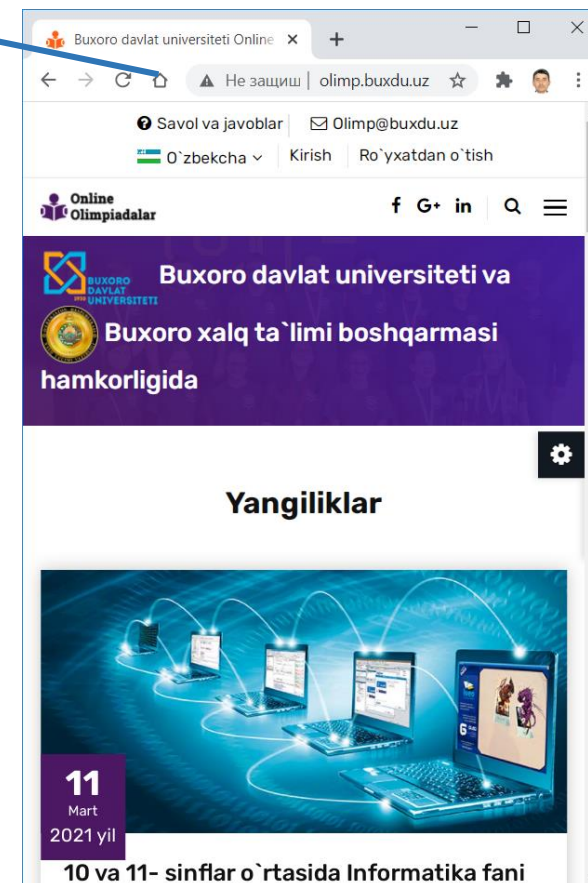 Buxoro davlat universiteti Online
Не защищ | olimp.buxdu.uz
Savol va javoblar
Olimp@buxdu.uz
O`zbekcha
Kirish
Ro`yxatdan o`tish
Online
Olimpiadalar
f G+ in
BUXORO
DAVLAT
UNIVERSITETI
Buxoro davlat universiteti va
Buxoro xalq ta`limi boshqarmasi
hamkorligida
Yangiliklar
11
Mart
2021 yil
10 va 11- sinflar o`rtasida Informatika fani